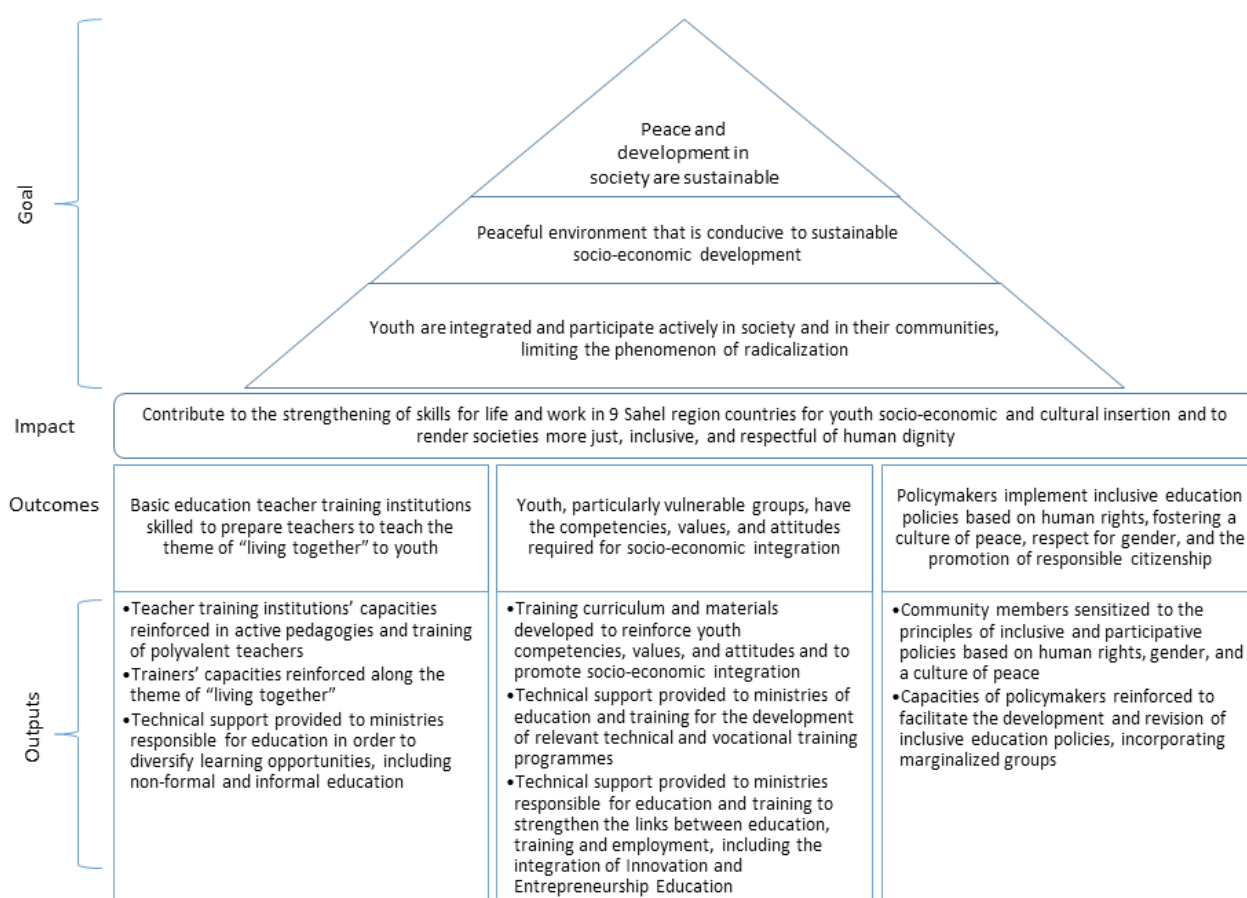 Goal
Peace and
development in
society are sustainable
Peaceful environment that is conducive to sustainable
socio-economic development
Youth are integrated and participate actively in society and in their communities,
limiting the phenomenon of radicalization
Impact
Contribute to the strengthening of skills for life and work in 9 Sahel region countries for youth socio-economic and cultural insertion and to
render societies more just, inclusive, and respectful of human dignity
Outcomes
Basic education teacher training institutions
skilled to prepare teachers to teach the
theme of “living together” to youth
Youth, particularly vulnerable groups, have
the competencies, values, and attitudes
required for socio-economic integration
Policymakers implement inclusive education
policies based on human rights, fostering a
culture of peace, respect for gender, and the
promotion of responsible citizenship
Outputs
•Teacher training institutions’ capacities
reinforced in active pedagogies and training
of polyvalent teachers
•Trainers’ capacities reinforced along the
theme of “living together”
•Technical support provided to ministries
responsible for education in order to
diversify learning opportunities, including
non-formal and informal education
•Training curriculum and materials
developed to reinforce youth
competencies, values, and attitudes and to
promote socio-economic integration
•Technical support provided to ministries of
education and training for the development
of relevant technical and vocational training
programmes
•Technical support provided to ministries
responsible for education and training to
strengthen the links between education,
training and employment, including the
integration of Innovation and
Entrepreneurship Education
•Community members sensitized to the
principles of inclusive and participative
policies based on human rights, gender, and
a culture of peace
•Capacities of policymakers reinforced to
facilitate the development and revision of
inclusive education policies, incorporating
marginalized groups